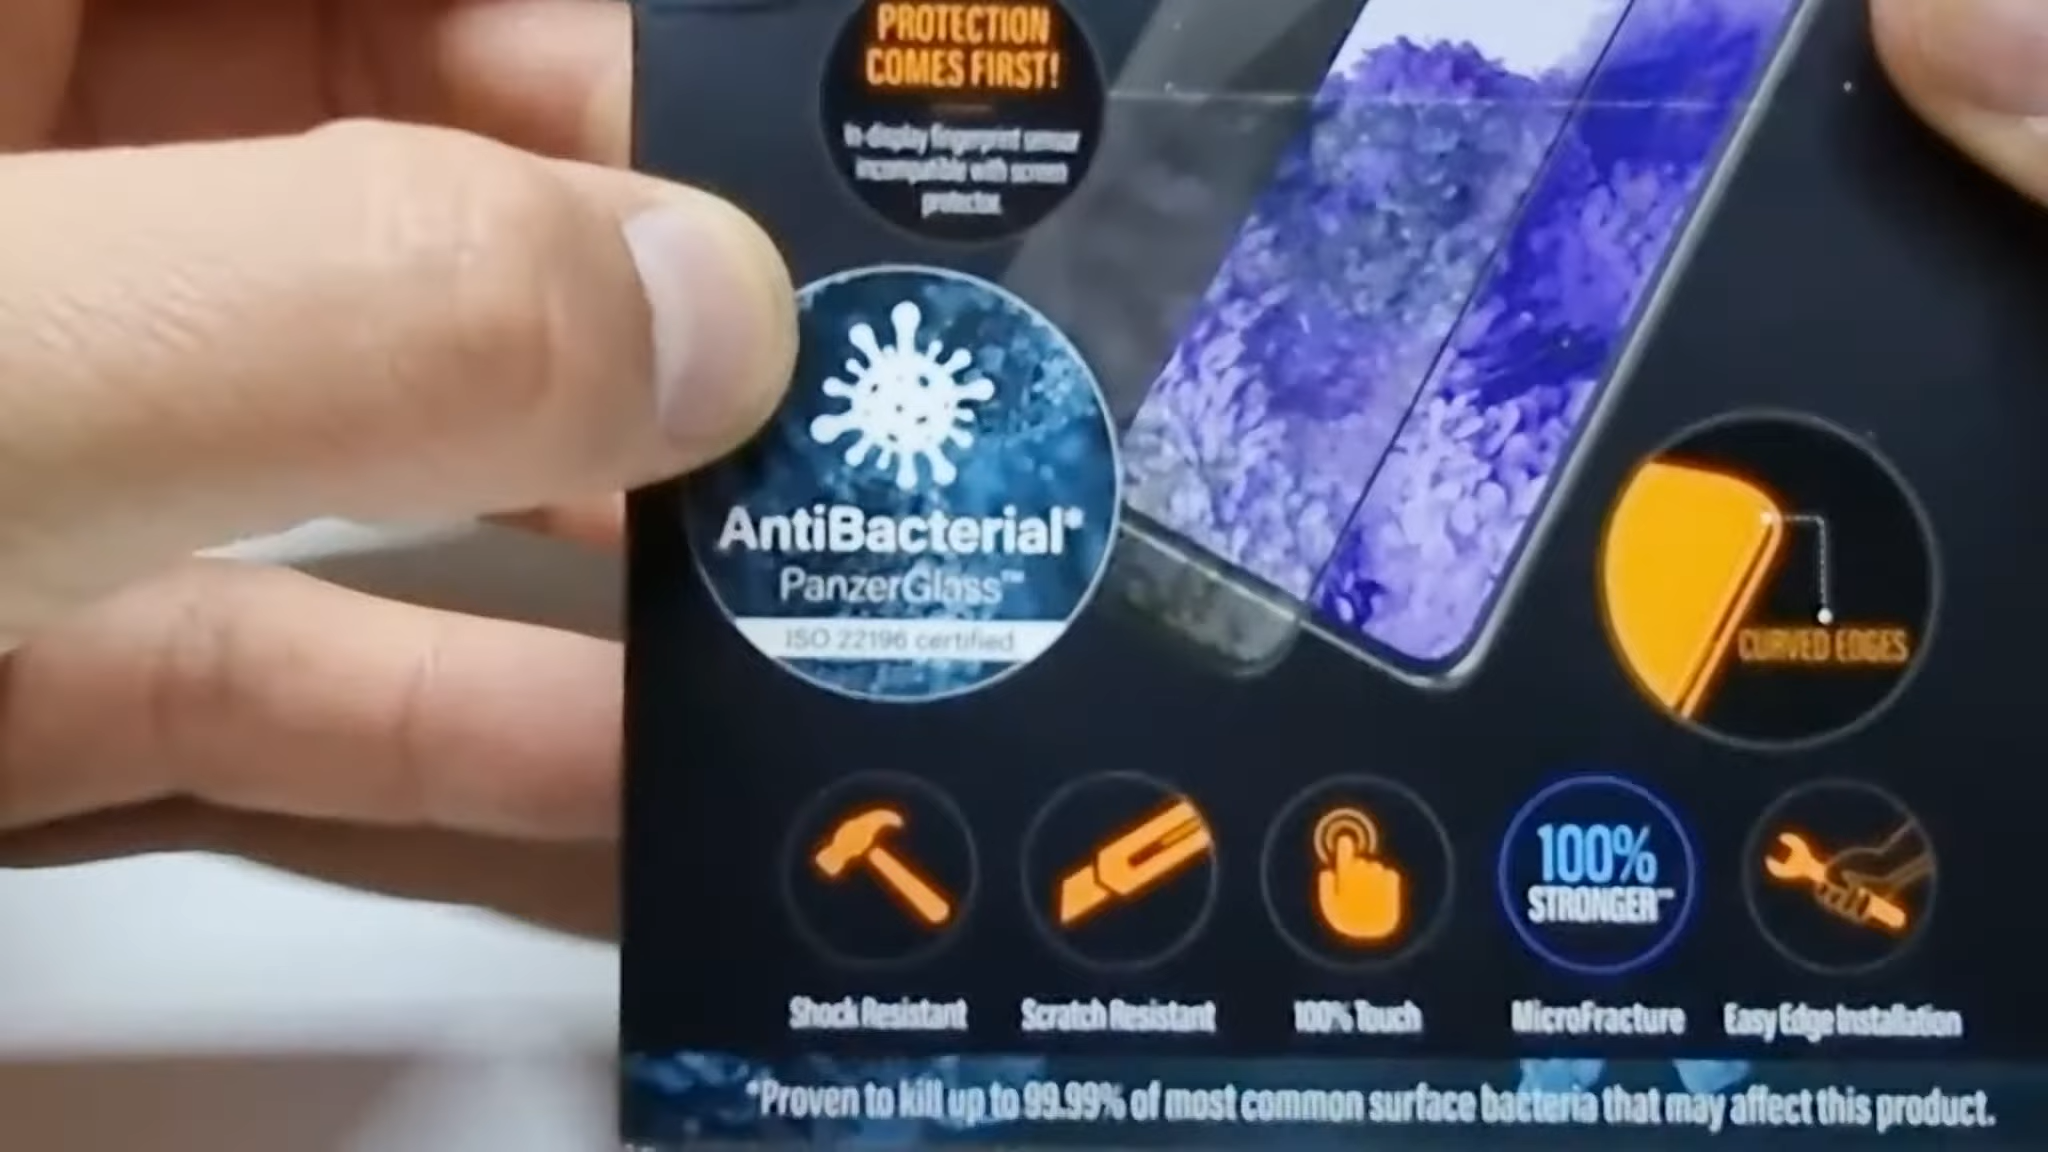 PROTECTION
COMES FIRST!
In-display fingerprint sensor
incompatible with screen
protector.
AntiBacterial*
PanzerGlass™
ISO 22196 certified
CURVED EDGES
100%
STRONGER™
Shock Resistant
Scratch Resistant
100% Touch
MicroFracture
Easy Edge Installation
*Proven to kill up to 99.99% of most common surface bacteria that may affect this product.